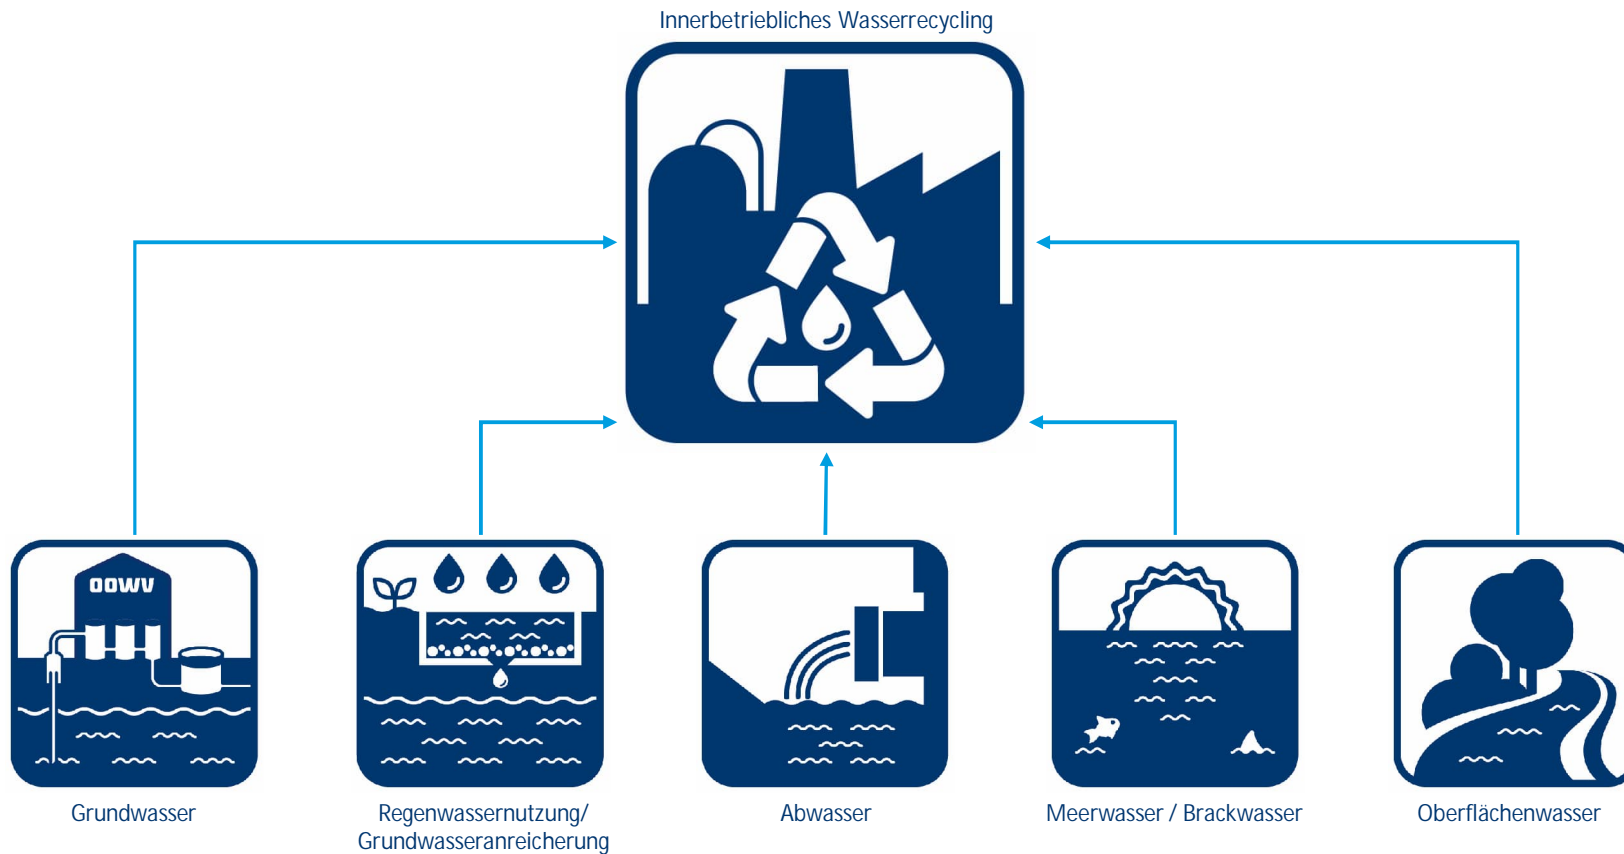 Innerbetriebliches Wasserrecycling
OOWV
Grundwasser
Regenwassernutzung/
Grundwasseranreicherung
Abwasser
Meerwasser / Brackwasser
Oberflächenwasser